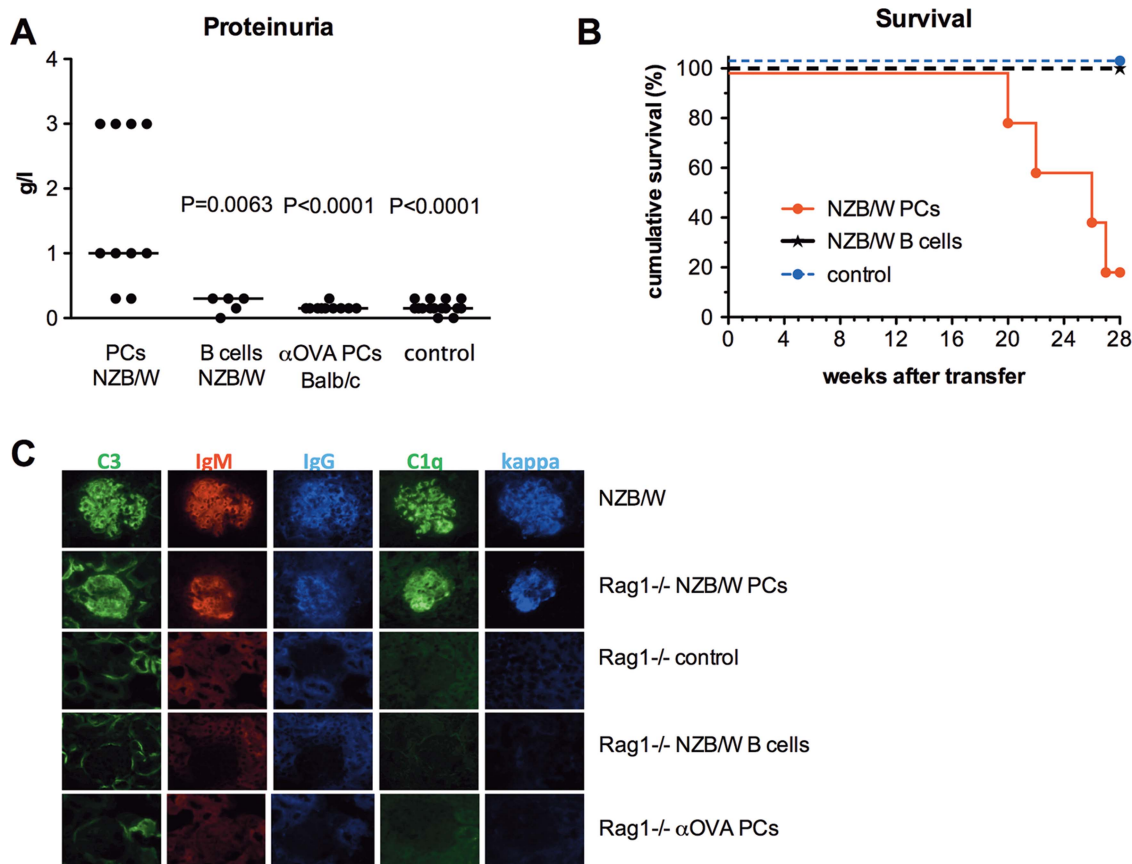 A
Proteinuria
g/l
4
3
2
1
0
P=0.0063
P<0.0001
P<0.0001
PCs
NZB/W
B cells
NZB/W
αOVA PCs
Balb/c
control
B
Survival
cumulative survival (%)
100
80
60
40
20
0
NZB/W PCs
NZB/W B cells
control
0 4 8 12 16 20 24 28
weeks after transfer
C
C3 IgM IgG C1q kappa
NZB/W
Rag1-/- NZB/W PCs
Rag1-/- control
Rag1-/- NZB/W B cells
Rag1-/- αOVA PCs